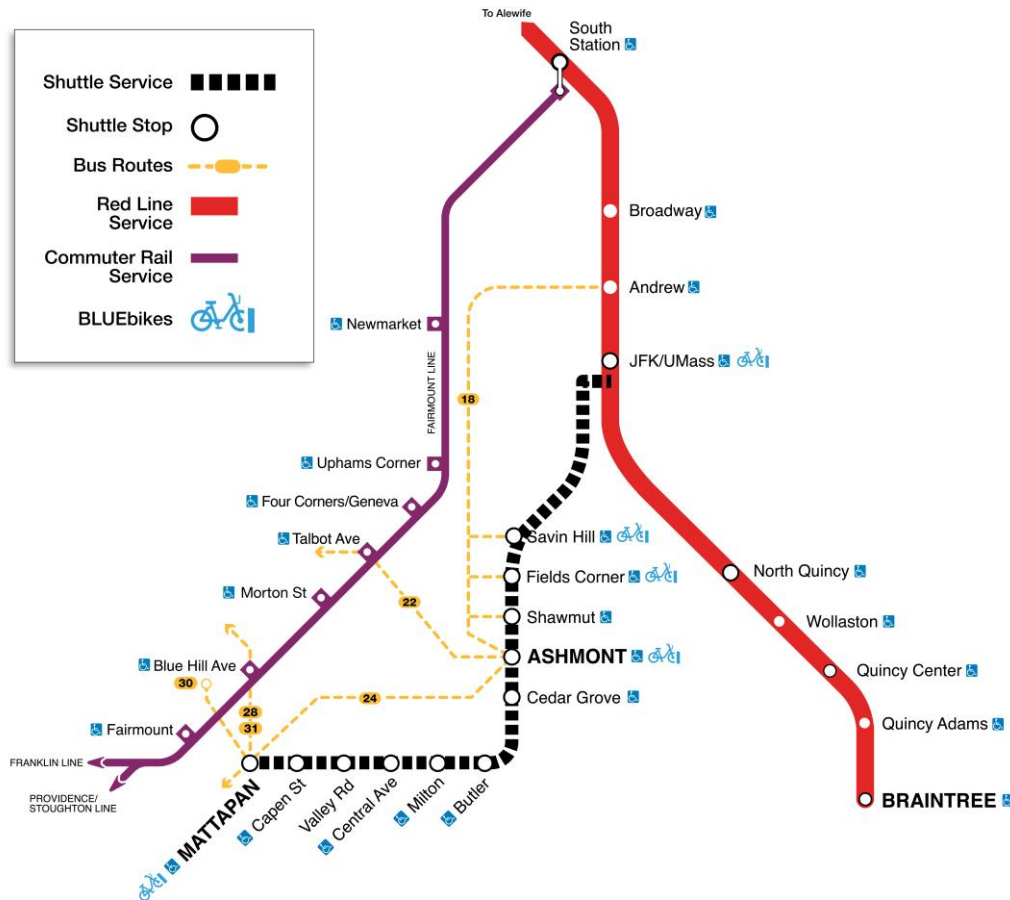 To Alewife
South
Station
Shuttle Service
Shuttle Stop
Bus Routes
Red Line
Service
Commuter Rail
Service
BLUEbikes
Broadway
Andrew
Newmarket
FAIRMOUNT LINE
JFK/UMass
18
Uphams Corner
Four Corners/Geneva
Talbot Ave
Savin Hill
Fields Corner
North Quincy
Morton St
22
Shawmut
Wollaston
ASHMONT
Blue Hill Ave
30
Quincy Center
24
Cedar Grove
28
31
Fairmount
Quincy Adams
FRANKLIN LINE
PROVIDENCE/
STOUGHTON LINE
MATTAPAN
Capen St
Valley Rd
Central Ave
Milton
Butler
BRAINTREE